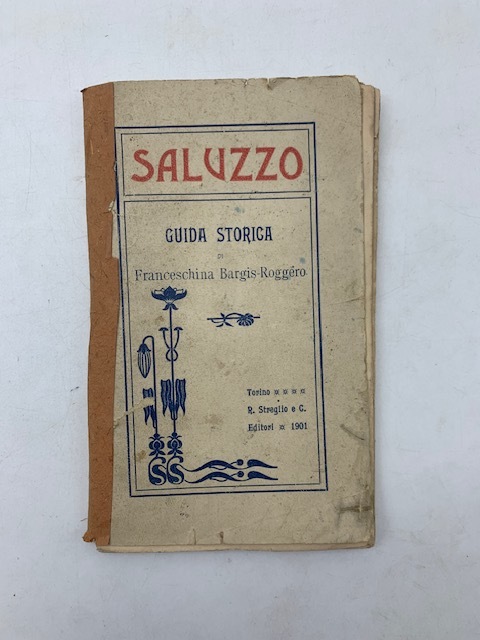 SALUZZO
GUIDA STORICA
DI
Franceschina Bargis-Roggero
Torino
R. Streglio e C.
Editori 1901